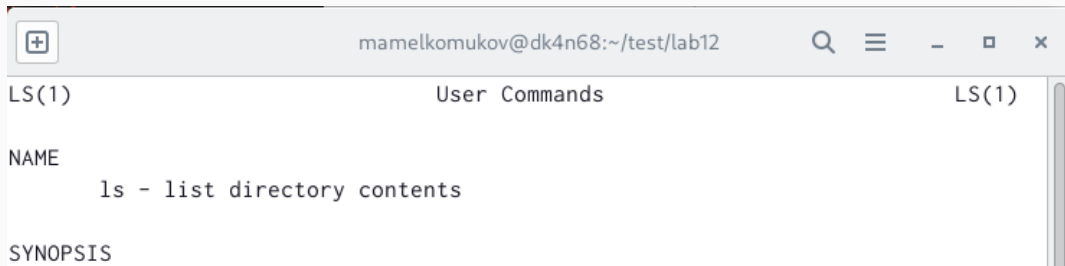 mamelkomukov@dk4n68:~/test/lab12
LS(1) User Commands LS(1)
NAME
ls - list directory contents
SYNOPSIS